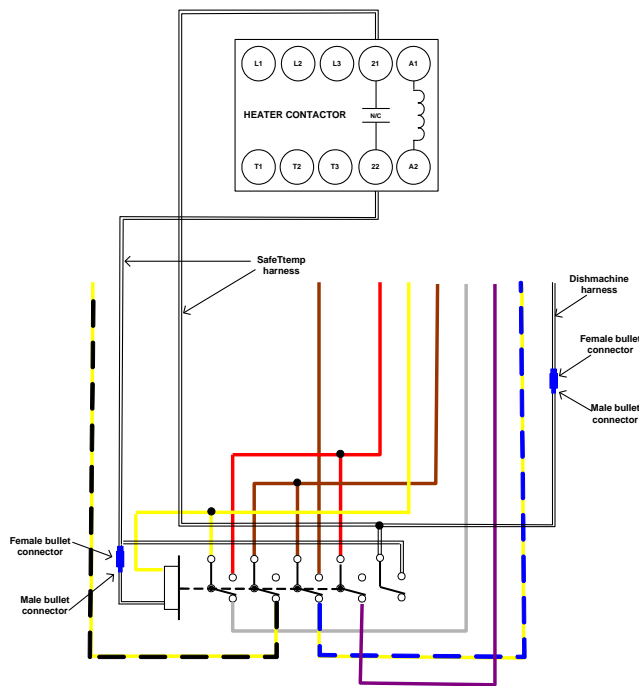 L1 L2 L3 21 A1
HEATER CONTACTOR
N/C
T1 T2 T3 22 A2
SafeTtemp
harness
Dishmachine
harness
Female bullet
connector
Male bullet
connector
Female bullet
connector
Male bullet
connector